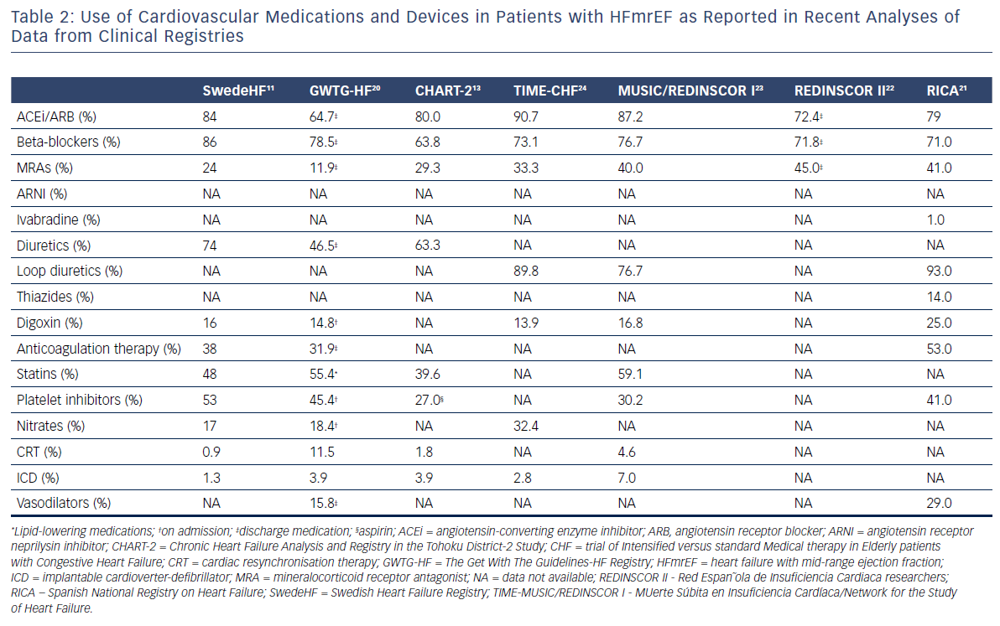 Table 2: Use of Cardiovascular Medications and Devices in Patients with HFmrEF as Reported in Recent Analyses of
Data from Clinical Registries
SwedeHF¹¹ GWTG-HF²⁰ CHART-2¹³ TIME-CHF²⁴ MUSIC/REDINSCOR I²³ REDINSCOR II²² RICA²¹
ACEi/ARB (%) 84 64.7‡ 80.0 90.7 87.2 72.4‡ 79
Beta-blockers (%) 86 78.5‡ 63.8 73.1 76.7 71.8‡ 71.0
MRAs (%) 24 11.9‡ 29.3 33.3 40.0 45.0‡ 41.0
ARNI (%) NA NA NA NA NA NA NA
Ivabradine (%) NA NA NA NA NA NA 1.0
Diuretics (%) 74 46.5‡ 63.3 NA NA NA NA
Loop diuretics (%) NA NA NA 89.8 76.7 NA 93.0
Thiazides (%) NA NA NA NA NA NA 14.0
Digoxin (%) 16 14.8† NA 13.9 16.8 NA 25.0
Anticoagulation therapy (%) 38 31.9‡ NA NA NA NA 53.0
Statins (%) 48 55.4* 39.6 NA 59.1 NA NA
Platelet inhibitors (%) 53 45.4† 27.0§ NA 30.2 NA 41.0
Nitrates (%) 17 18.4† NA 32.4 NA NA NA
CRT (%) 0.9 11.5 1.8 NA 4.6 NA NA
ICD (%) 1.3 3.9 3.9 2.8 7.0 NA NA
Vasodilators (%) NA 15.8‡ NA NA NA NA 29.0
*Lipid-lowering medications; †on admission; ‡discharge medication; §aspirin; ACEi = angiotensin-converting enzyme inhibitor; ARB, angiotensin receptor blocker; ARNI = angiotensin receptor
neprilysin inhibitor; CHART-2 = Chronic Heart Failure Analysis and Registry in the Tohoku District-2 Study; CHF = trial of Intensified versus standard Medical therapy in Elderly patients
with Congestive Heart Failure; CRT = cardiac resynchronisation therapy; GWTG-HF = The Get With The Guidelines-HF Registry; HFmrEF = heart failure with mid-range ejection fraction;
ICD = implantable cardioverter-defibrillator; MRA = mineralocorticoid receptor antagonist; NA = data not available; REDINSCOR II - Red Espan˜ola de Insuficiencia Cardiaca researchers;
RICA – Spanish National Registry on Heart Failure; SwedeHF = Swedish Heart Failure Registry; TIME-MUSIC/REDINSCOR I - MUerte Súbita en Insuficiencia Cardíaca/Network for the Study
of Heart Failure.